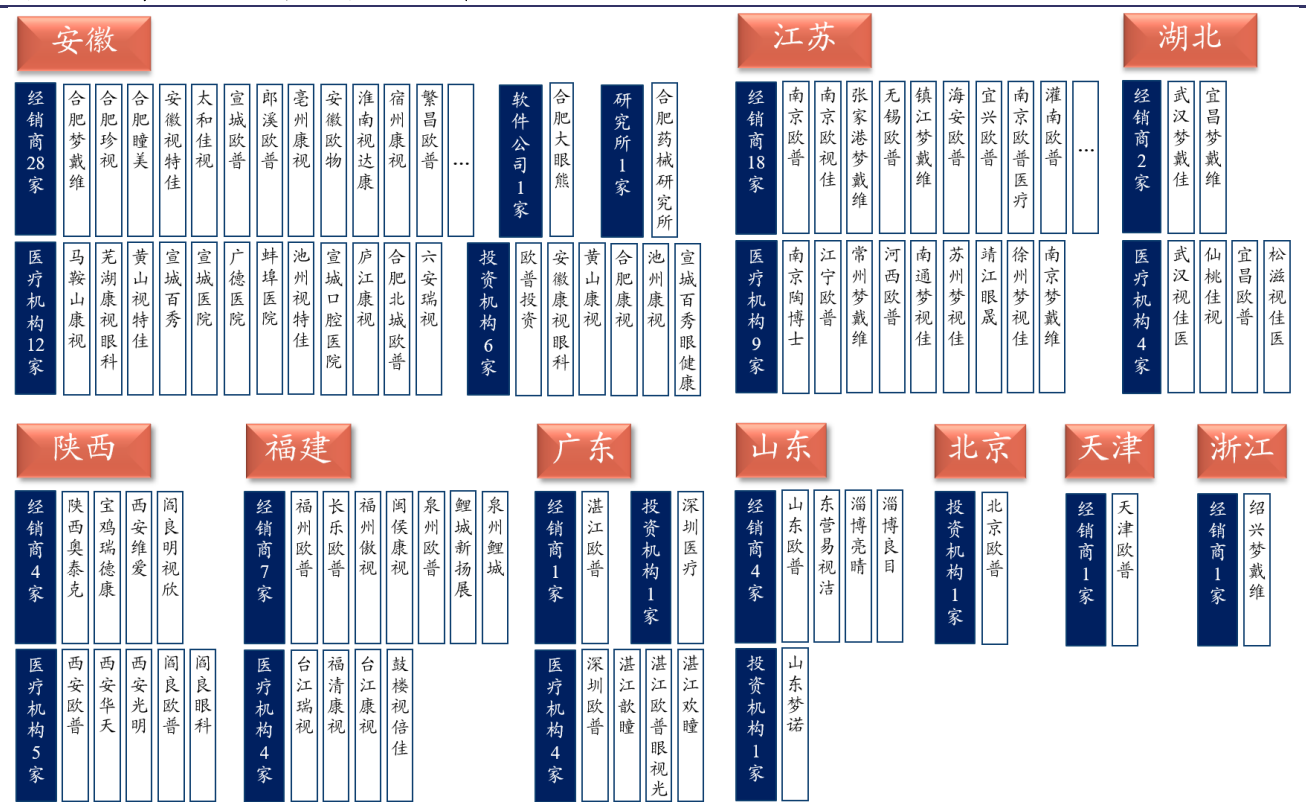 安徽
经销商28家
合肥梦戴维
合肥珍视
合肥瞳美
安徽视特佳
太和佳视
宣城欧普
郎溪欧普
亳州康视
安徽欧物
淮南视达康
宿州康视
繁昌欧普
...
软件公司1家
合肥大眼熊
研究所1家
合肥药械研究所
医疗机构12家
马鞍山康视
芜湖康视眼科
黄山视特佳
宣城百秀
宣城医院
广德医院
蚌埠医院
池州视特佳
宣城口腔医院
庐江康视
合肥北城欧普
六安瑞视
投资机构6家
欧普投资
安徽康视眼科
黄山康视
合肥康视
池州康视
宣城百秀眼健康
江苏
经销商18家
南京欧普
南京欧视佳
张家港梦戴维
无锡欧普
镇江梦戴维
海安欧普
宜兴欧普
南京欧普医疗
灌南欧普
...
医疗机构9家
南京陶博士
江宁欧普
常州梦戴维
河西欧普
南通梦视佳
苏州梦视佳
靖江眼晟
徐州梦视佳
南京梦戴维
湖北
经销商2家
武汉梦戴佳
宜昌梦戴维
医疗机构4家
武汉视佳医
仙桃佳视
宜昌欧普
松滋视佳医
陕西
经销商4家
陕西奥泰克
宝鸡瑞德康
西安维爱
阎良明视欣
医疗机构5家
西安欧普
西安华天
西安光明
阎良欧普
阎良眼科
福建
经销商7家
福州欧普
长乐欧普
福州傲视
闽侯康视
泉州欧普
鲤城新扬展
泉州鲤城
医疗机构4家
台江瑞视
福清康视
台江康视
鼓楼视倍佳
广东
经销商1家
湛江欧普
投资机构1家
深圳医疗
医疗机构4家
深圳欧普
湛江歆瞳
湛江欧普眼视光
湛江欢瞳
山东
经销商4家
山东欧普
东营易视洁
淄博亮晴
淄博良目
投资机构1家
山东梦诺
北京
投资机构1家
北京欧普
天津
经销商1家
天津欧普
浙江
经销商1家
绍兴梦戴维